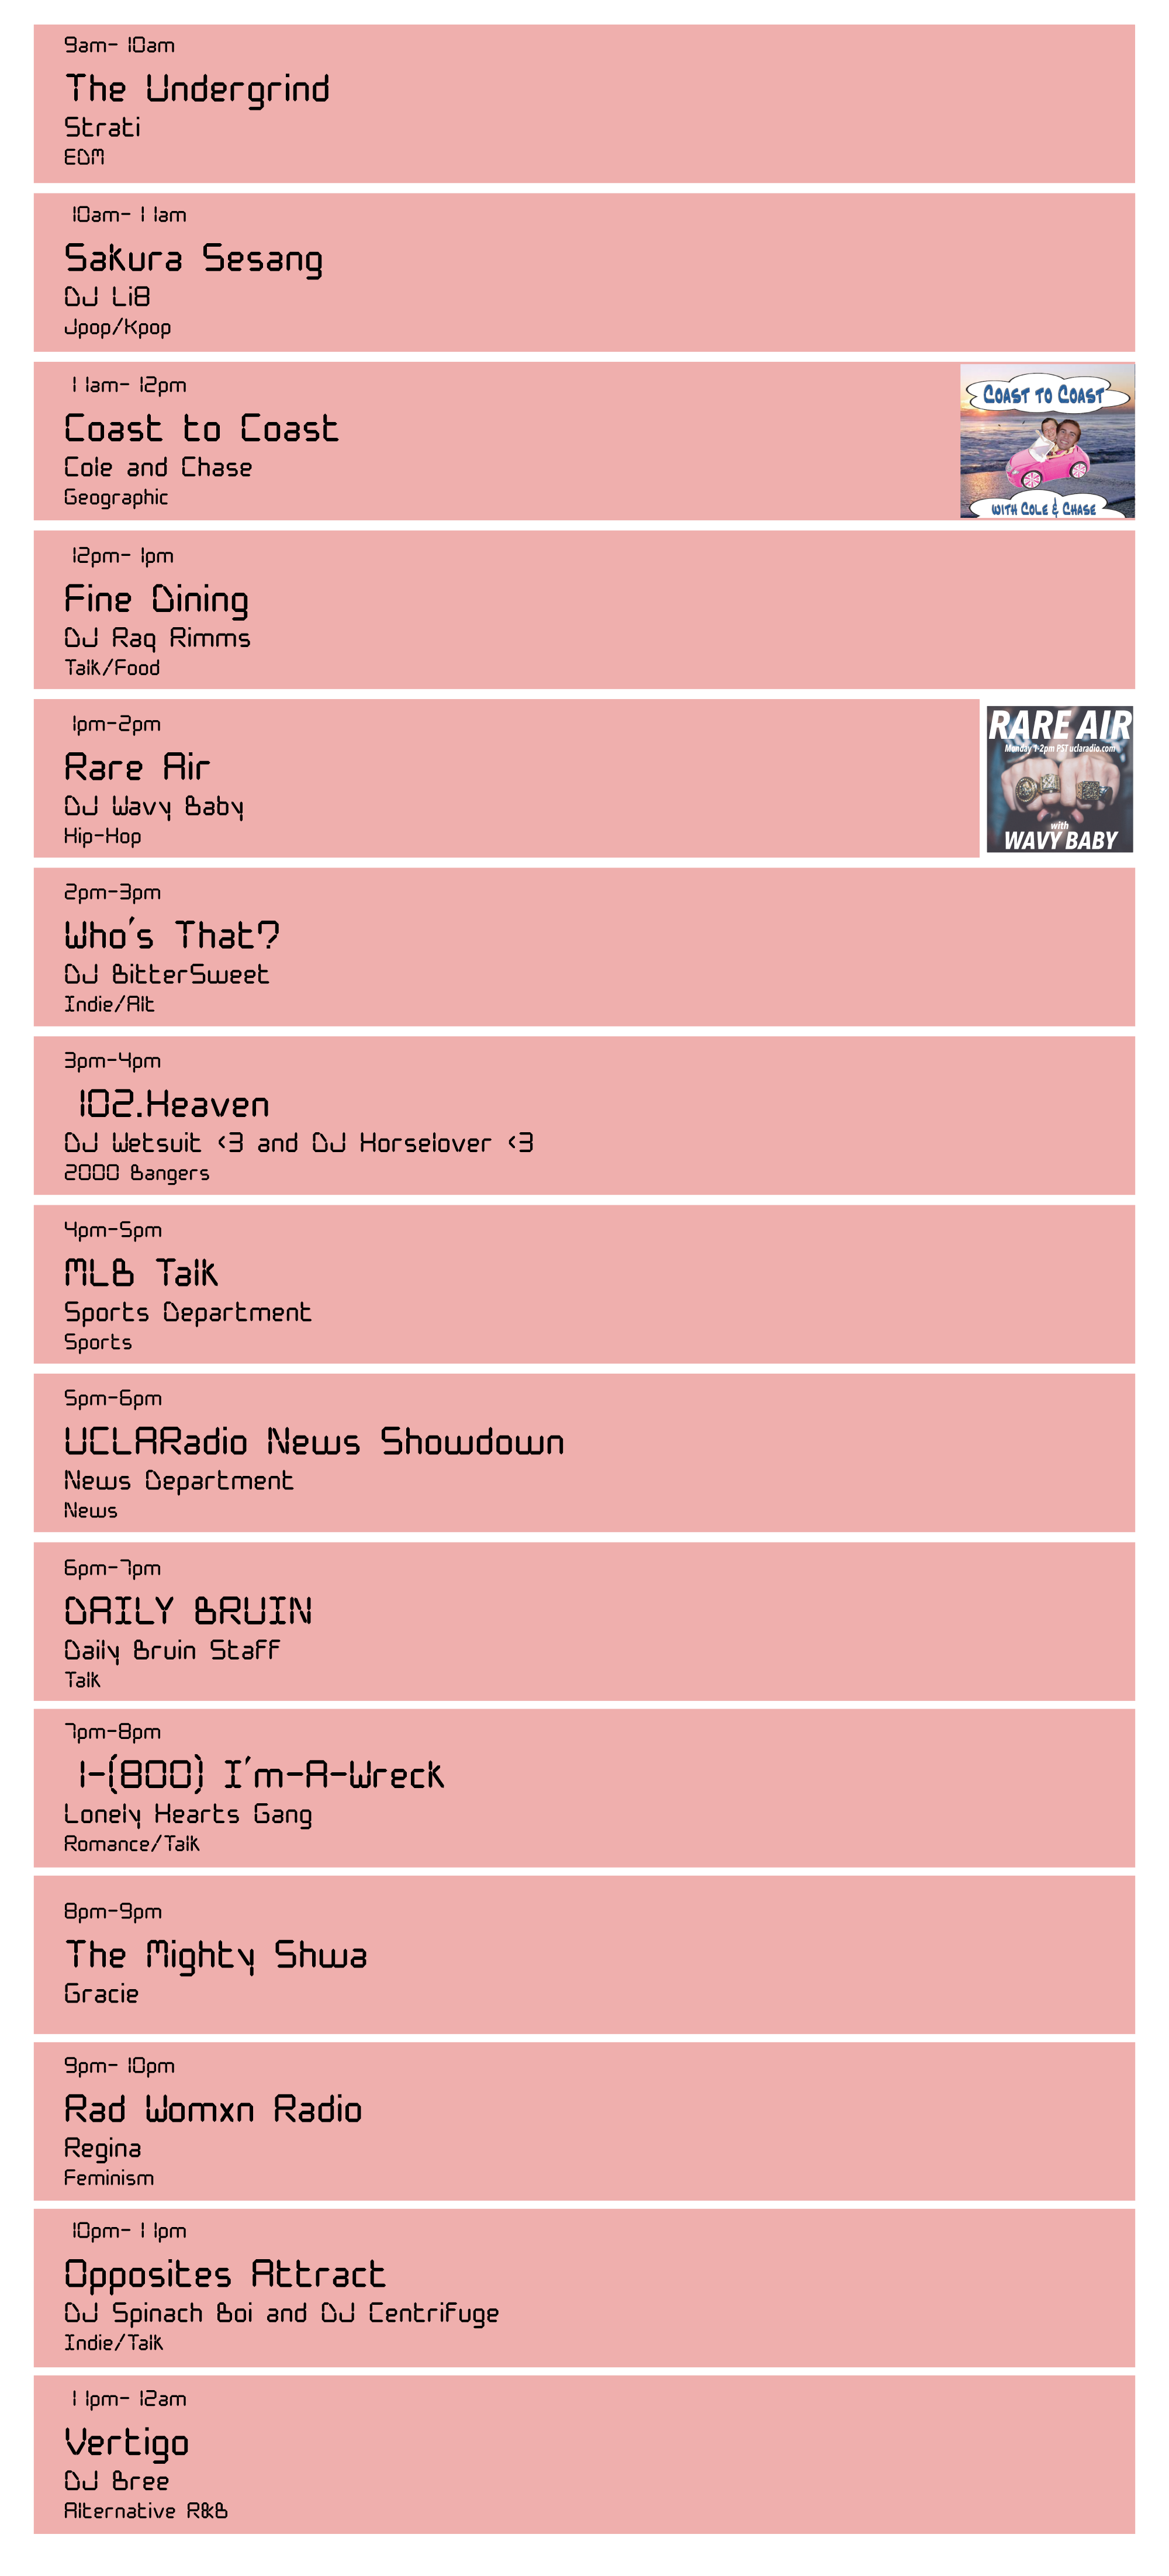 9am-10am
The Undergrind
Strati
EDM
10am-11am
Sakura Sesang
DJ Li8
Jpop/Kpop
11am-12pm
Coast to Coast
Cole and Chase
Geographic
COAST TO COAST
WITH COLE & CHASE
12pm-1pm
Fine Dining
DJ Raq Rimms
Talk/Food
1pm-2pm
Rare Air
DJ Wavy Baby
Hip-Hop
RARE AIR
Monday 1-2pm PST uclaradio.com
with
WAVY BABY
2pm-3pm
Who's That?
DJ BitterSweet
Indie/Alt
3pm-4pm
102.Heaven
DJ Wetsuit <3 and DJ Horselover <3
2000 Bangers
4pm-5pm
MLB Talk
Sports Department
Sports
5pm-6pm
UCLARadio News Showdown
News Department
News
6pm-7pm
DAILY BRUIN
Daily Bruin Staff
Talk
7pm-8pm
1-(800) I'm-A-Wreck
Lonely Hearts Gang
Romance/Talk
8pm-9pm
The Mighty Shwa
Gracie
9pm-10pm
Rad Womxn Radio
Regina
Feminism
10pm-11pm
Opposites Attract
DJ Spinach Boi and DJ Centrifuge
Indie/Talk
11pm-12am
Vertigo
DJ Bree
Alternative R&B